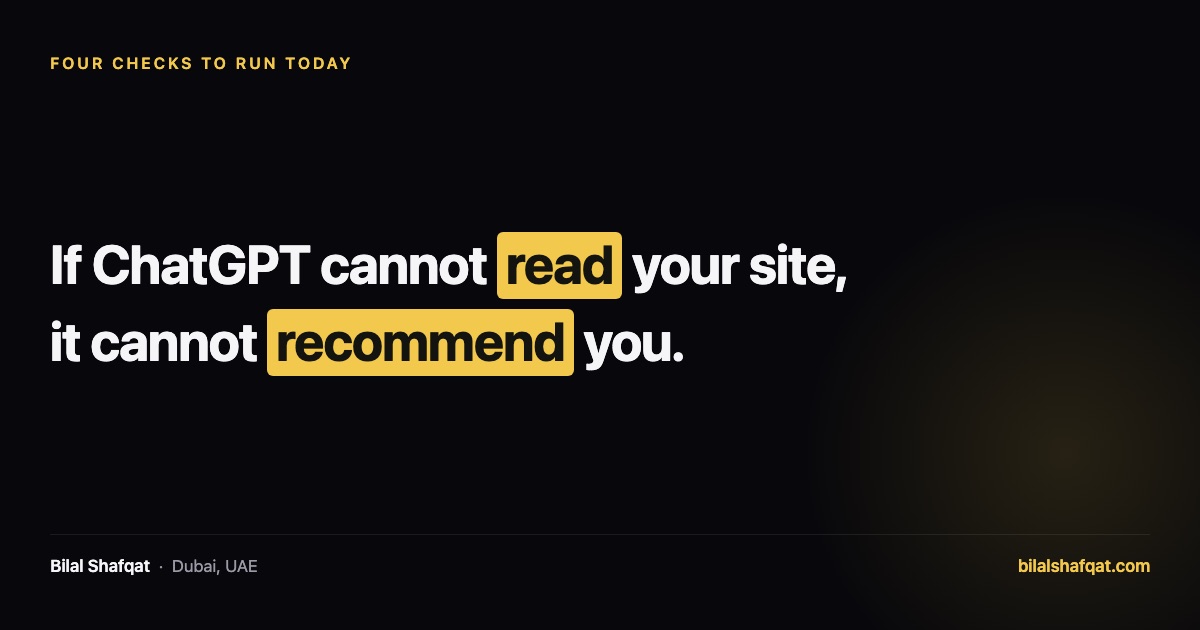 FOUR CHECKS TO RUN TODAY
If ChatGPT cannot read your site,
it cannot recommend you.
Bilal Shafqat · Dubai, UAE
bilalshafqat.com